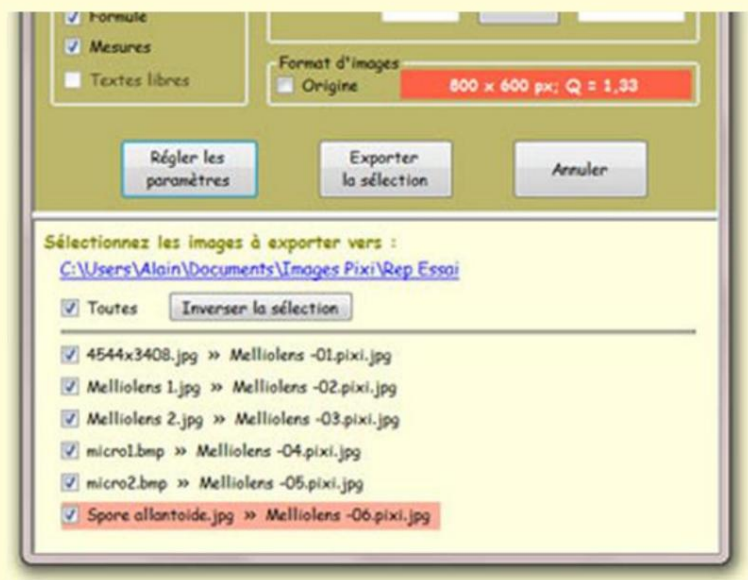 Formule
Mesures
Textes libres
Format d'images
Origine
800 x 600 px; Q = 1,33
Régler les
paramètres
Exporter
la sélection
Annuler
Sélectionnez les images à exporter vers :
C:\Users\Alain\Documents\Images Pixi\Rep Essai
Toutes
Inverser la sélection
4544x3408.jpg » Melliolens -01.pixi.jpg
Melliolens 1.jpg » Melliolens -02.pixi.jpg
Melliolens 2.jpg » Melliolens -03.pixi.jpg
micro1.bmp » Melliolens -04.pixi.jpg
micro2.bmp » Melliolens -05.pixi.jpg
Spore allantoide.jpg » Melliolens -06.pixi.jpg